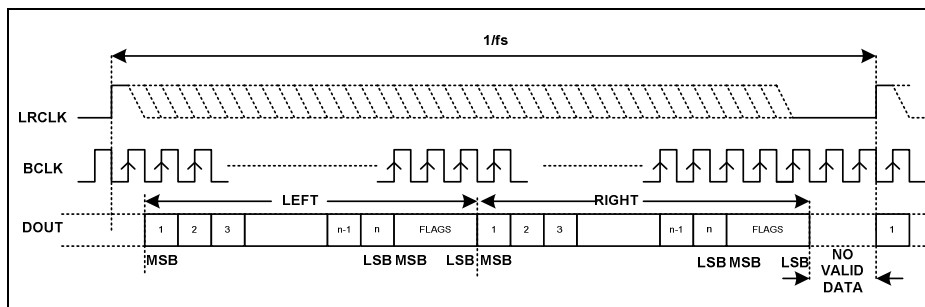 1/fs
LRCLK
BCLK
LEFT RIGHT
DOUT 1 2 3 n-1 n FLAGS 1 2 3 n-1 n FLAGS 1
MSB LSB MSB LSB MSB LSB MSB LSB NO
VALID
DATA